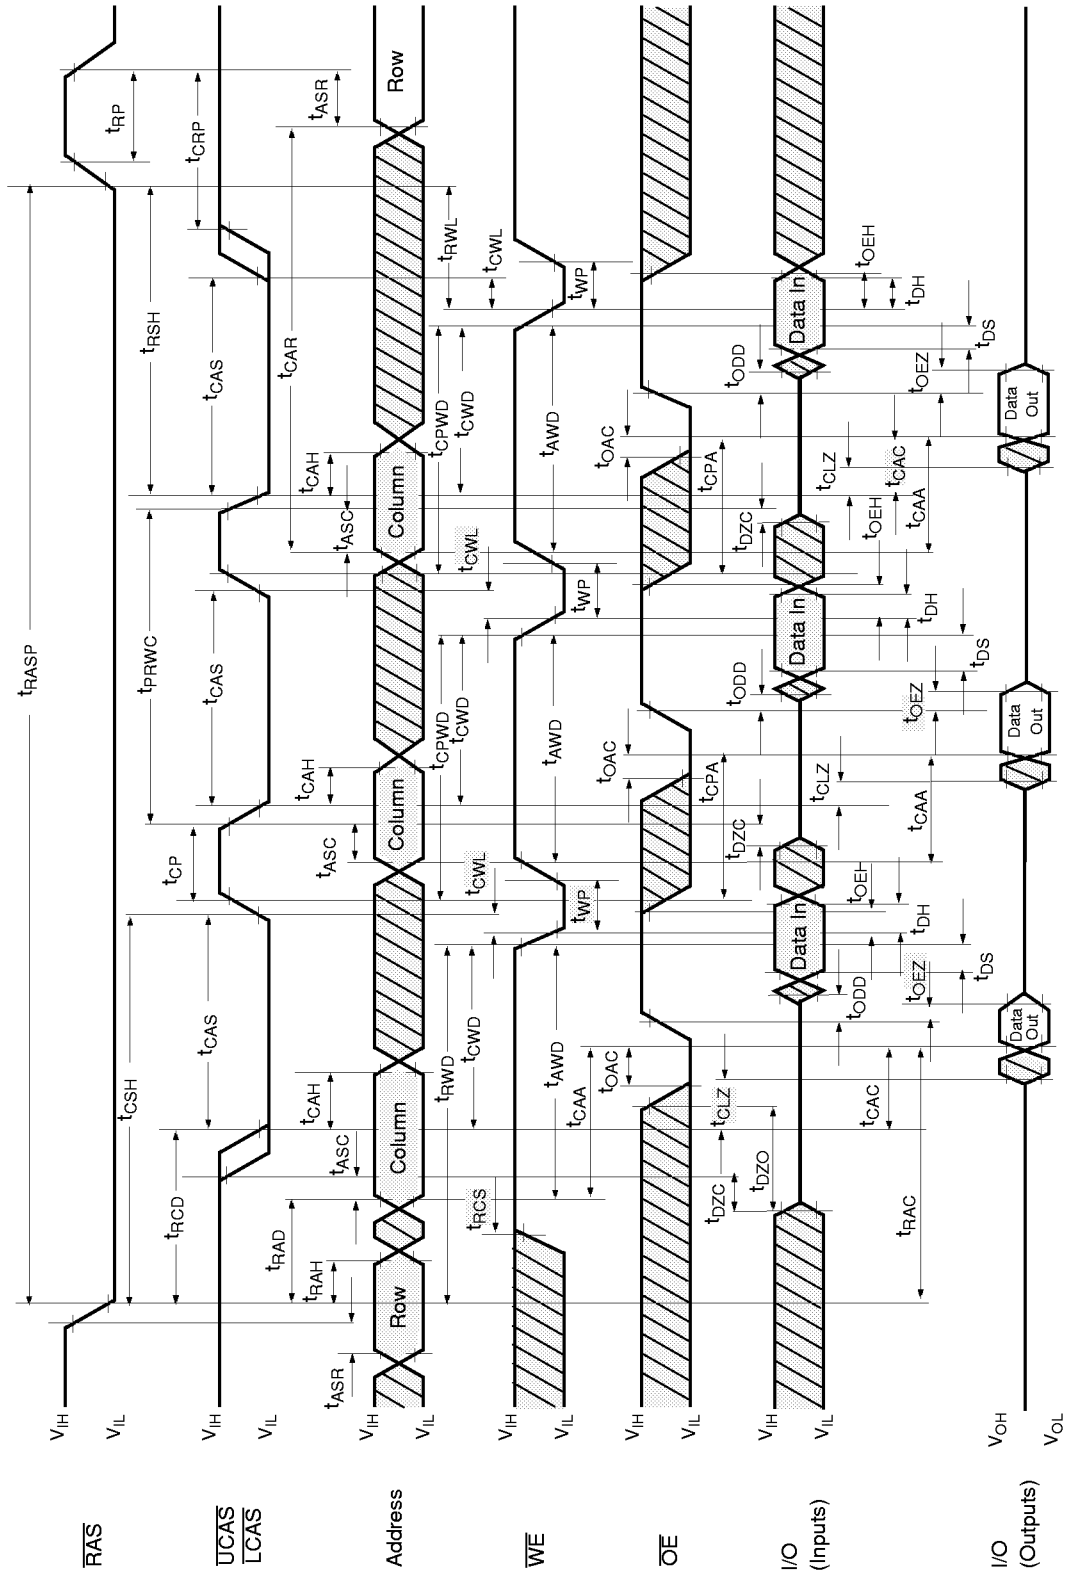 tRASP
RAS
VIH
VIL
tRP
tCSH
tPRWC
tRSH
tRCD
tCP
tCRP
UCAS
LCAS
VIH
VIL
tCAS
tCAS
tCAS
tRAD
tCAR
tASR
tRAH
tASC
tCAH
tASC
tCAH
tASC
tCAH
tASR
Address
VIH
VIL
Row
Column
Column
Column
Row
tRWD
tCPWD
tCPWD
tRWL
tRCS
tCWD
tCWL
tCWD
tCWL
tCWD
tCWL
WE
VIH
VIL
tAWD
tWP
tAWD
tWP
tAWD
tWP
tCAA
tOAC
tOAC
tOAC
OE
VIH
VIL
tCPA
tCPA
tDZC
tCLZ
tDZC
tODD
tDZC
tODD
tDZO
I/O
(Inputs)
VIH
VIL
Data In
Data In
Data In
tCLZ
tCLZ
tODD
tOEH
tOEH
tOEH
tCAC
tCAC
tRAC
tOEZ
tDH
tCAA
tOEZ
tDH
tCAA
tOEZ
tDH
tDS
tDS
tDS
I/O
(Outputs)
VOH
VOL
Data
Out
Data
Out
Data
Out